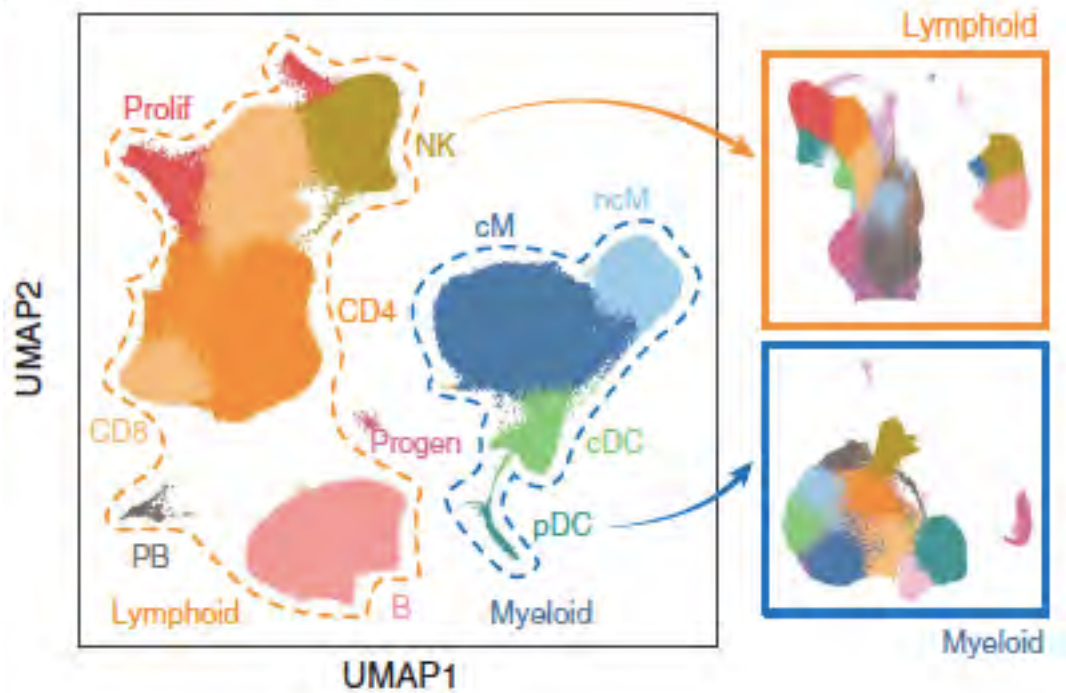 Lymphoid
Prolif
NK
ncM
cM
CD4
UMAP2
CD8
Progen
cDC
pDC
PB
Lymphoid
B
Myeloid
Myeloid
UMAP1